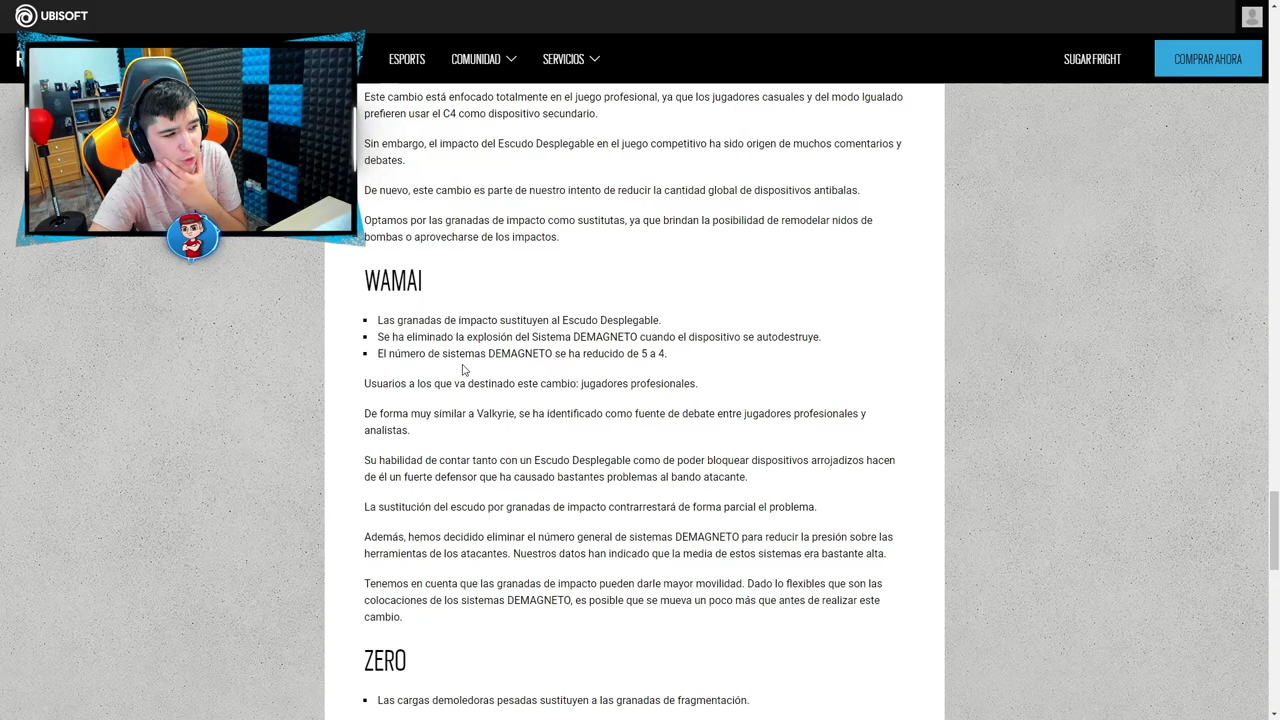 UBISOFT
R
ESPORTS
COMUNIDAD
SERVICIOS
SUGAR FRIGHT
COMPRAR AHORA
Este cambio está enfocado totalmente en el juego profesional, ya que los jugadores casuales y del modo Igualado
prefieren usar el C4 como dispositivo secundario.
Sin embargo, el impacto del Escudo Desplegable en el juego competitivo ha sido origen de muchos comentarios y
debates.
De nuevo, este cambio es parte de nuestro intento de reducir la cantidad global de dispositivos antibalas.
Optamos por las granadas de impacto como sustitutas, ya que brindan la posibilidad de remodelar nidos de
bombas o aprovecharse de los impactos.
WAMAI
▪ Las granadas de impacto sustituyen al Escudo Desplegable.
▪ Se ha eliminado la explosión del Sistema DEMAGNETO cuando el dispositivo se autodestruye.
▪ El número de sistemas DEMAGNETO se ha reducido de 5 a 4.
Usuarios a los que va destinado este cambio: jugadores profesionales.
De forma muy similar a Valkyrie, se ha identificado como fuente de debate entre jugadores profesionales y
analistas.
Su habilidad de contar tanto con un Escudo Desplegable como de poder bloquear dispositivos arrojadizos hacen
de él un fuerte defensor que ha causado bastantes problemas al bando atacante.
La sustitución del escudo por granadas de impacto contrarrestará de forma parcial el problema.
Además, hemos decidido eliminar el número general de sistemas DEMAGNETO para reducir la presión sobre las
herramientas de los atacantes. Nuestros datos han indicado que la media de estos sistemas era bastante alta.
Tenemos en cuenta que las granadas de impacto pueden darle mayor movilidad. Dado lo flexibles que son las
colocaciones de los sistemas DEMAGNETO, es posible que se mueva un poco más que antes de realizar este
cambio.
ZERO
▪ Las cargas demoledoras pesadas sustituyen a las granadas de fragmentación.